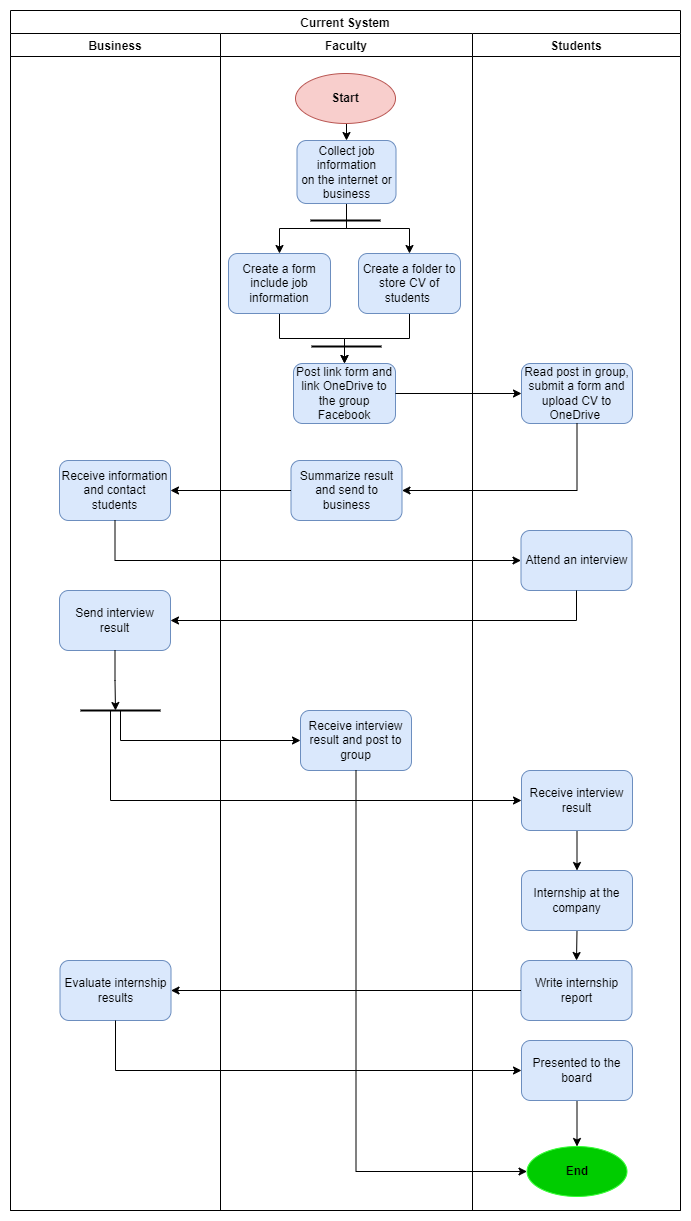 Current System
Business
Faculty
Students
Start
Collect job
information
on the internet or
business
Create a form
include job
information
Create a folder to
store CV of
students
Post link form and
link OneDrive to
the group
Facebook
Read post in group,
submit a form and
upload CV to
OneDrive
Receive information
and contact
students
Summarize result
and send to
business
Attend an interview
Send interview
result
Receive interview
result and post to
group
Receive interview
result
Internship at the
company
Evaluate internship
results
Write internship
report
Presented to the
board
End